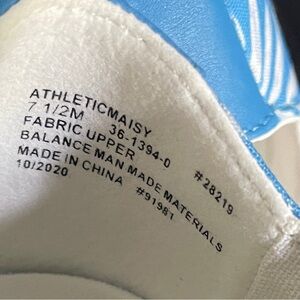 ATHLETICMAISY
7 1/2M 36-1394-0 #28219
FABRIC UPPER
BALANCE MAN MADE MATERIALS
MADE IN CHINA #91981
10/2020